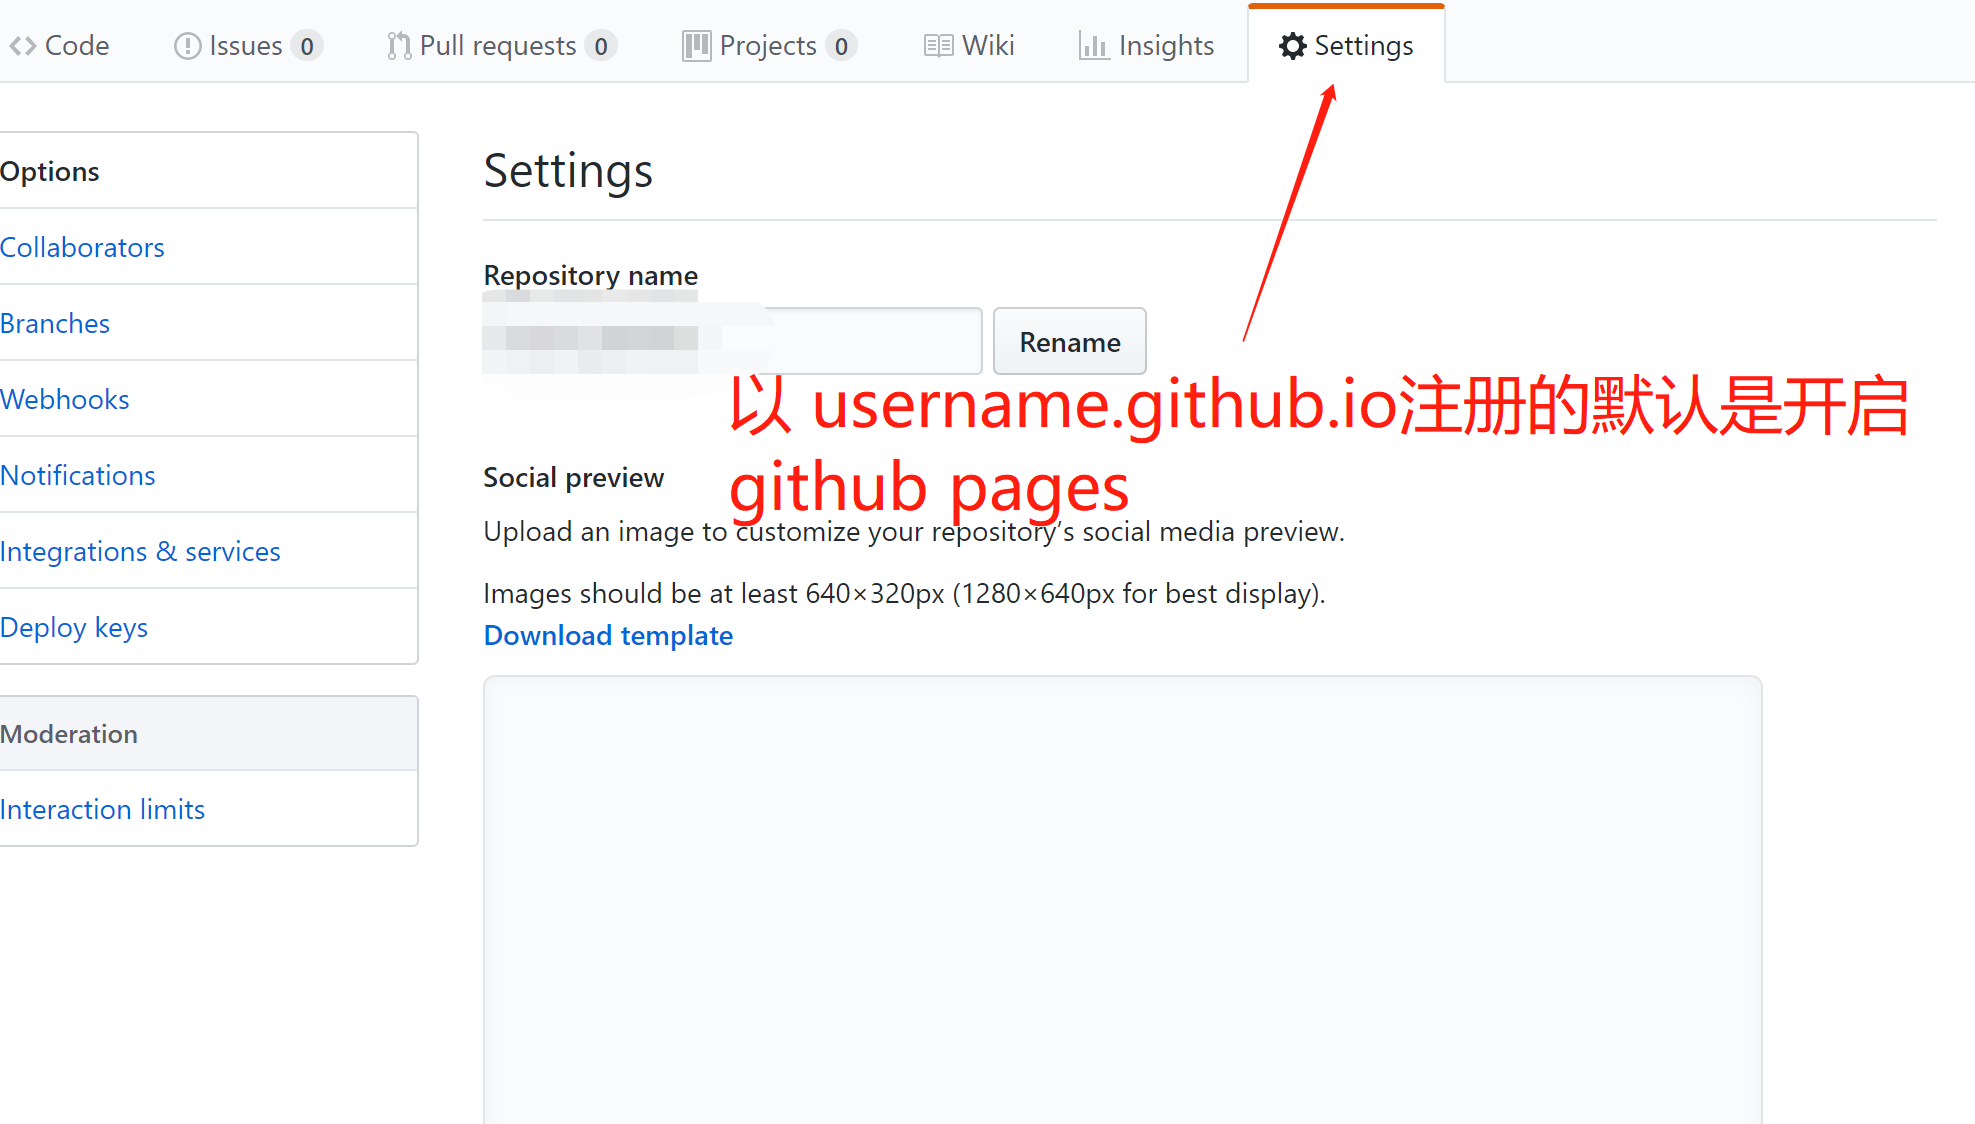 Code Issues 0 Pull requests 0 Projects 0 Wiki Insights Settings
Options
Collaborators
Branches
Webhooks
Notifications
Integrations & services
Deploy keys
Moderation
Interaction limits
Settings
Repository name
Rename
以 username.github.io注册的默认是开启
github pages
Social preview
Upload an image to customize your repository’s social media preview.
Images should be at least 640×320px (1280×640px for best display).
Download template